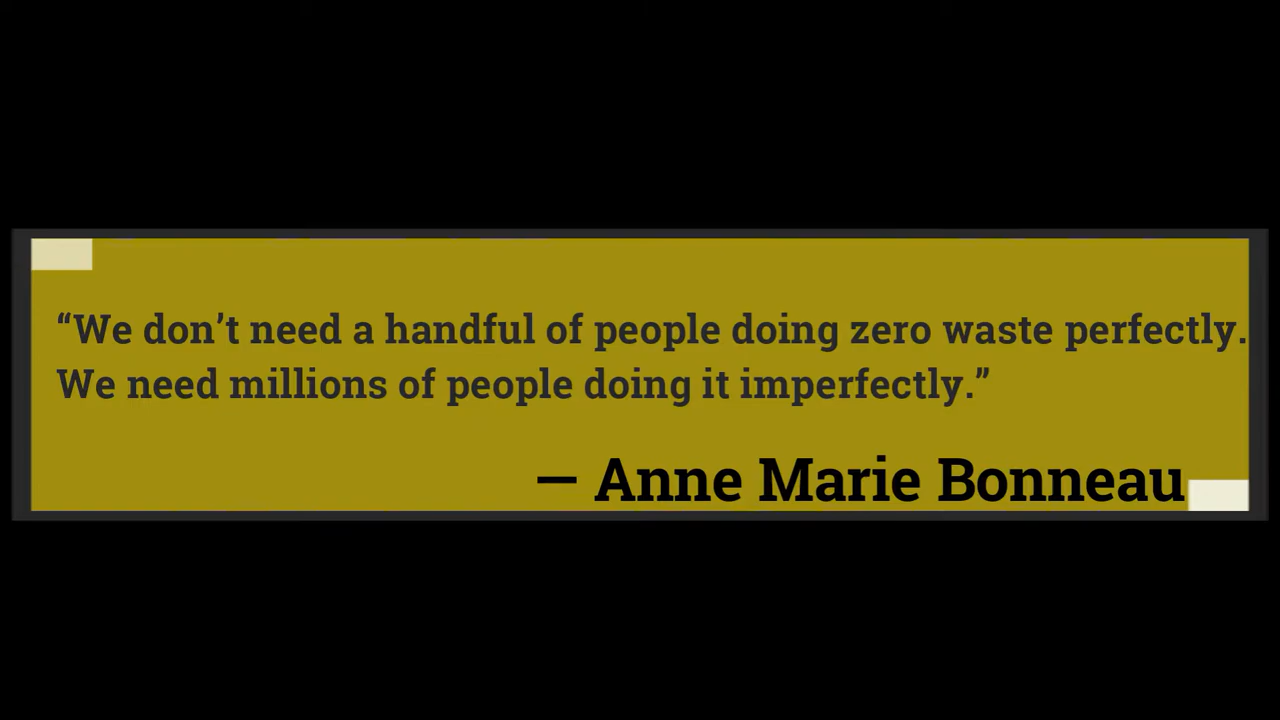 “We don’t need a handful of people doing zero waste perfectly.
We need millions of people doing it imperfectly.”
– Anne Marie Bonneau